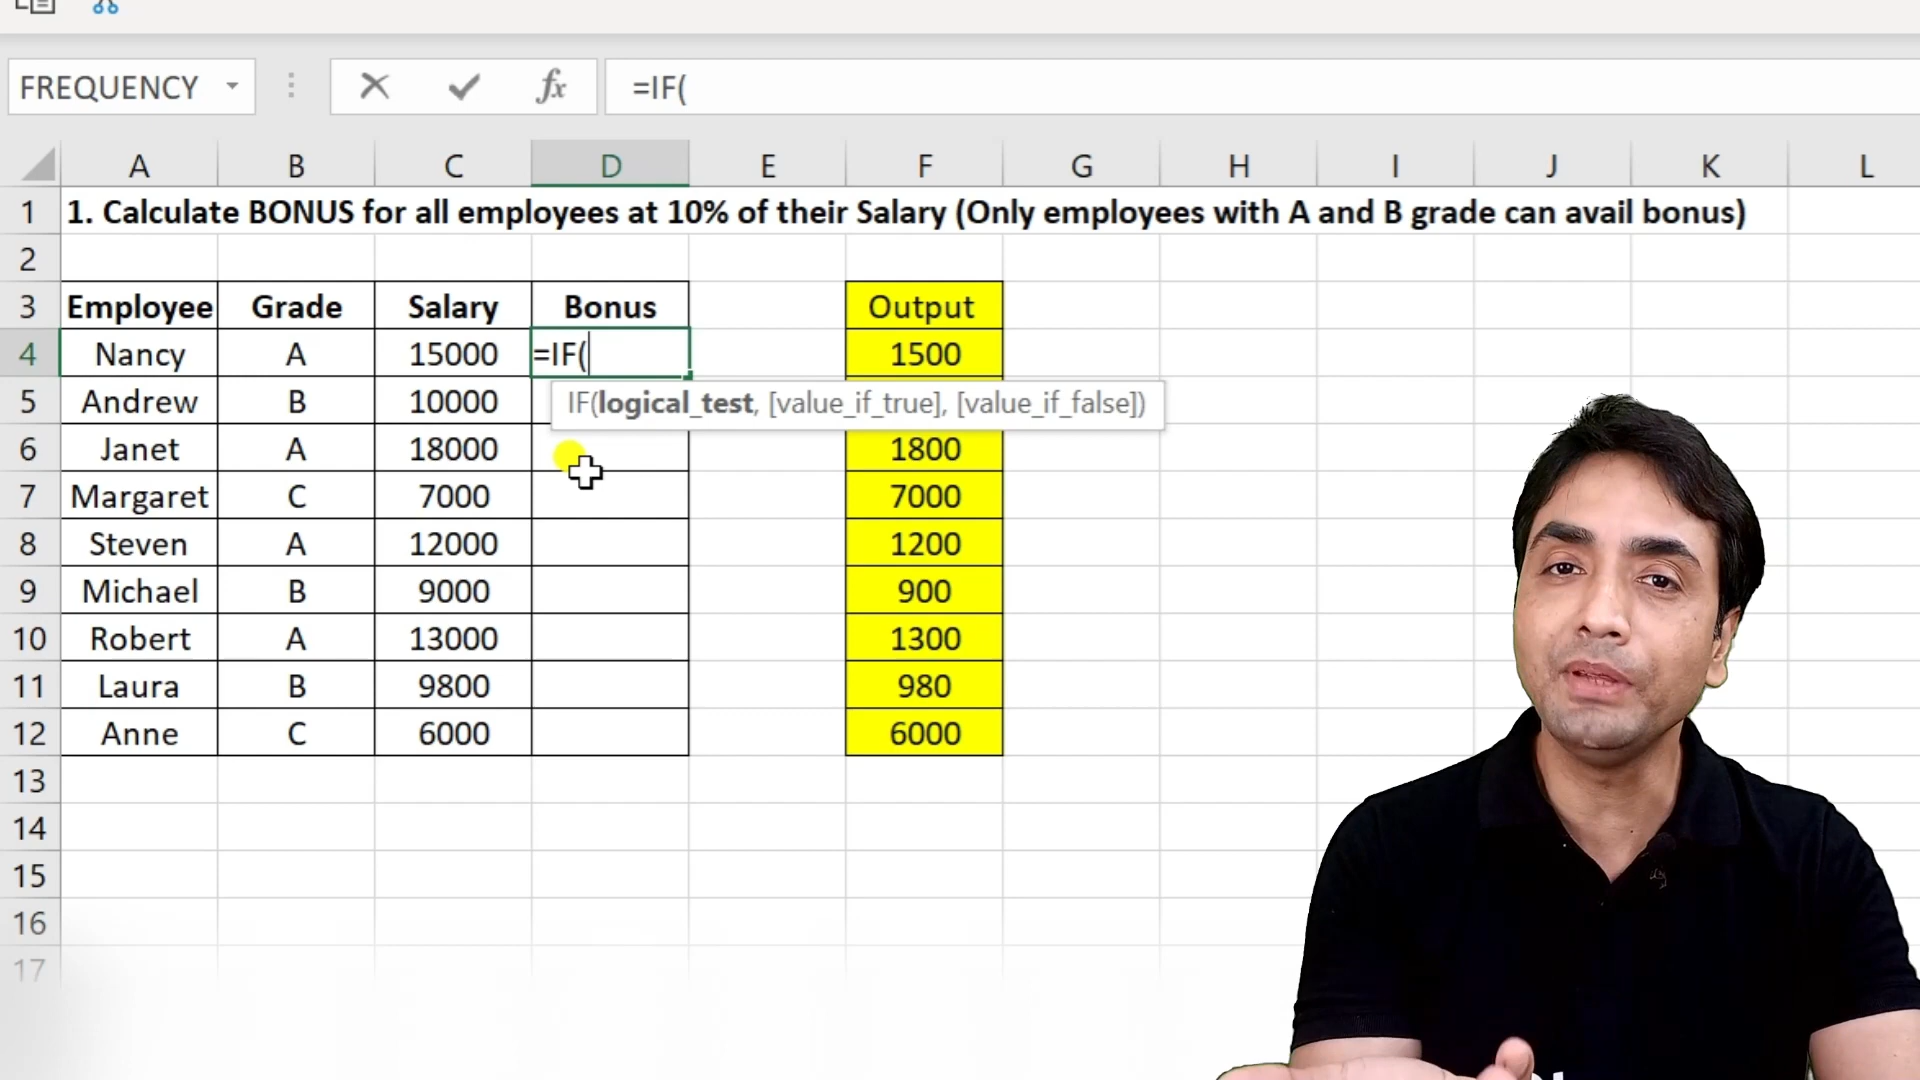 FREQUENCY fx =IF(
A B C D E F G H I J K L
1 1. Calculate BONUS for all employees at 10% of their Salary (Only employees with A and B grade can avail bonus)
2
3 Employee Grade Salary Bonus Output
4 Nancy A 15000 =IF( 1500
5 Andrew B 10000 IF(logical_test, [value_if_true], [value_if_false])
6 Janet A 18000 1800
7 Margaret C 7000 7000
8 Steven A 12000 1200
9 Michael B 9000 900
10 Robert A 13000 1300
11 Laura B 9800 980
12 Anne C 6000 6000
13
14
15
16
17